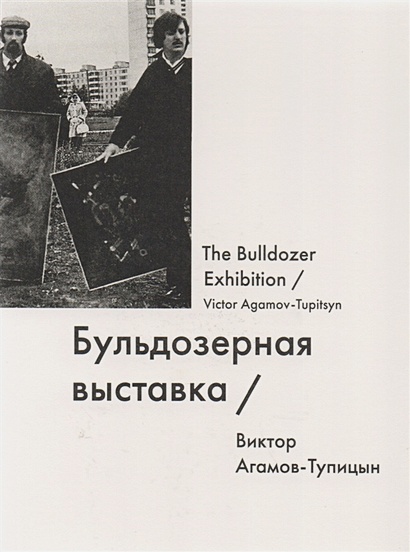 The Bulldozer
Exhibition /
Victor Agamov-Tupitsyn
Бульдозерная
выставка /
Виктор
Агамов-Тупицын